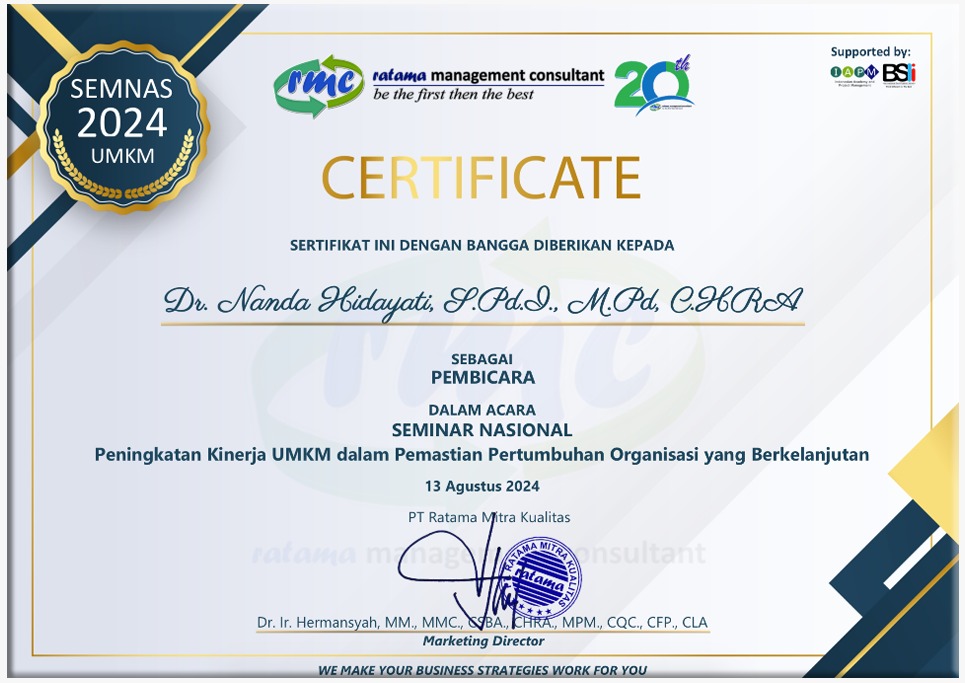 SEMNAS
2024
UMKM
rmc ratama management consultant
be the first then the best
20th
Supported by:
IAPM BSi
CERTIFICATE
SERTIFIKAT INI DENGAN BANGGA DIBERIKAN KEPADA
Dr. Nanda Hidayati, S.Pd.I., M.Pd, C.HRA
SEBAGAI
PEMBICARA
DALAM ACARA
SEMINAR NASIONAL
Peningkatan Kinerja UMKM dalam Pemastian Pertumbuhan Organisasi yang Berkelanjutan
13 Agustus 2024
PT Ratama Mitra Kualitas
rmc
ratama management consultant
PT RATAMA MITRA KUALITAS
ratama
Dr. Ir. Hermansyah, MM., MMC., CSBA., CHRA., MPM., CQC., CFP., CLA
Marketing Director
WE MAKE YOUR BUSINESS STRATEGIES WORK FOR YOU